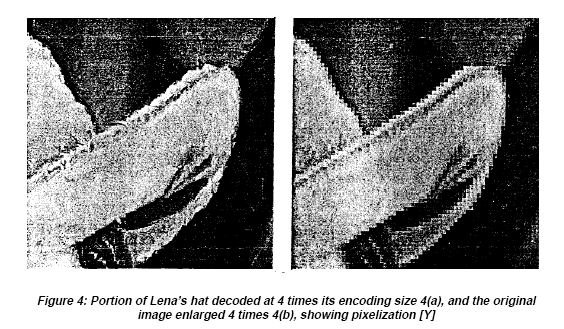 Figure 4: Portion of Lena's hat decoded at 4 times its encoding size 4(a), and the original
image enlarged 4 times 4(b), showing pixelization [Y]